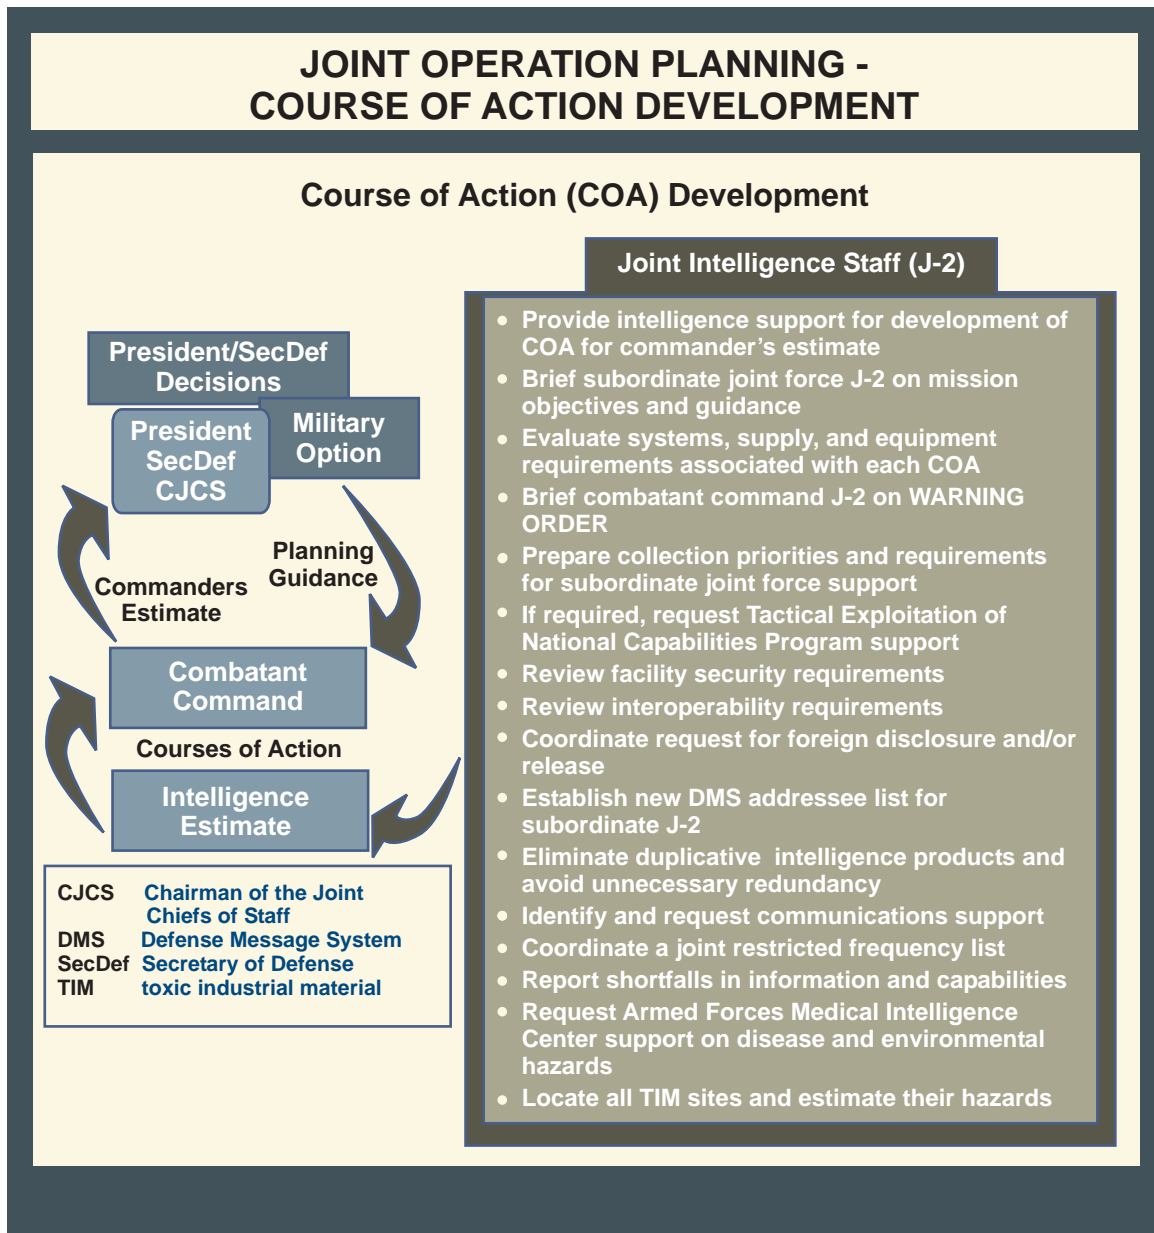 JOINT OPERATION PLANNING -
COURSE OF ACTION DEVELOPMENT
Course of Action (COA) Development
President/SecDef
Decisions
President
SecDef
CJCS
Military
Option
Planning
Guidance
Commanders
Estimate
Combatant
Command
Courses of Action
Intelligence
Estimate
CJCS Chairman of the Joint
Chiefs of Staff
DMS Defense Message System
SecDef Secretary of Defense
TIM toxic industrial material
Joint Intelligence Staff (J-2)
• Provide intelligence support for development of
COA for commander's estimate
• Brief subordinate joint force J-2 on mission
objectives and guidance
• Evaluate systems, supply, and equipment
requirements associated with each COA
• Brief combatant command J-2 on WARNING
ORDER
• Prepare collection priorities and requirements
for subordinate joint force support
• If required, request Tactical Exploitation of
National Capabilities Program support
• Review facility security requirements
• Review interoperability requirements
• Coordinate request for foreign disclosure and/or
release
• Establish new DMS addressee list for
subordinate J-2
• Eliminate duplicative intelligence products and
avoid unnecessary redundancy
• Identify and request communications support
• Coordinate a joint restricted frequency list
• Report shortfalls in information and capabilities
• Request Armed Forces Medical Intelligence
Center support on disease and environmental
hazards
• Locate all TIM sites and estimate their hazards